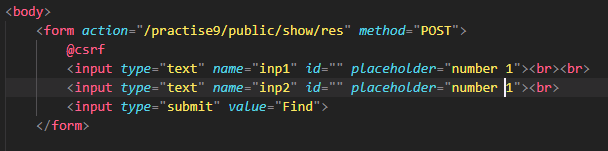 <body>
<form action="/practise9/public/show/res" method="POST">
@csrf
<input type="text" name="inp1" id="" placeholder="number 1"><br><br>
<input type="text" name="inp2" id="" placeholder="number 1"><br>
<input type="submit" value="Find">
</form>